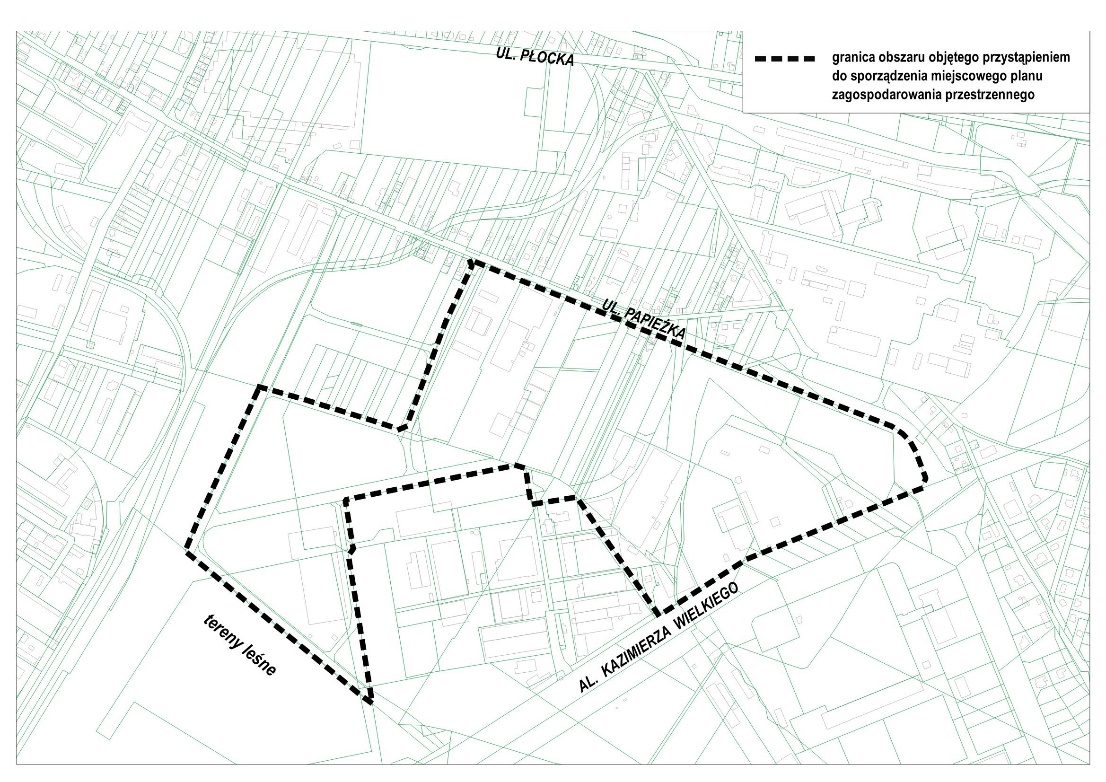 UL. PŁOCKA
granica obszaru objętego przystąpieniem
do sporządzenia miejscowego planu
zagospodarowania przestrzennego
UL. PAPIEŻKA
tereny leśne
AL. KAZIMIERZA WIELKIEGO